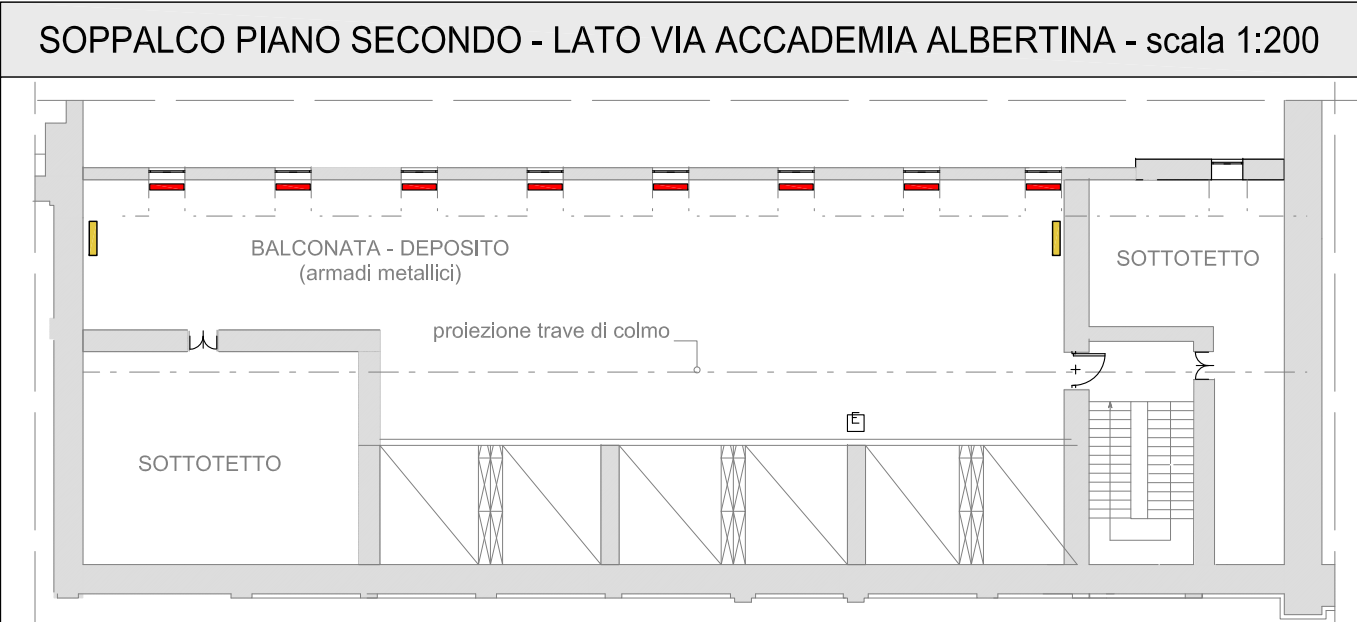 SOPPALCO PIANO SECONDO - LATO VIA ACCADEMIA ALBERTINA - scala 1:200
BALCONATA - DEPOSITO
(armadi metallici)
SOTTOTETTO
proiezione trave di colmo
E
SOTTOTETTO